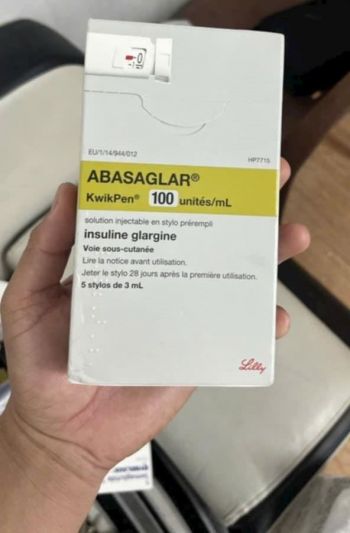 EU/1/14/944/012
HP7715
ABASAGLAR®
KwikPen® 100 unités/mL
solution injectable en stylo prérempli
insuline glargine
Voie sous-cutanée
Lire la notice avant utilisation.
Jeter le stylo 28 jours après la première utilisation.
5 stylos de 3 mL
Lilly